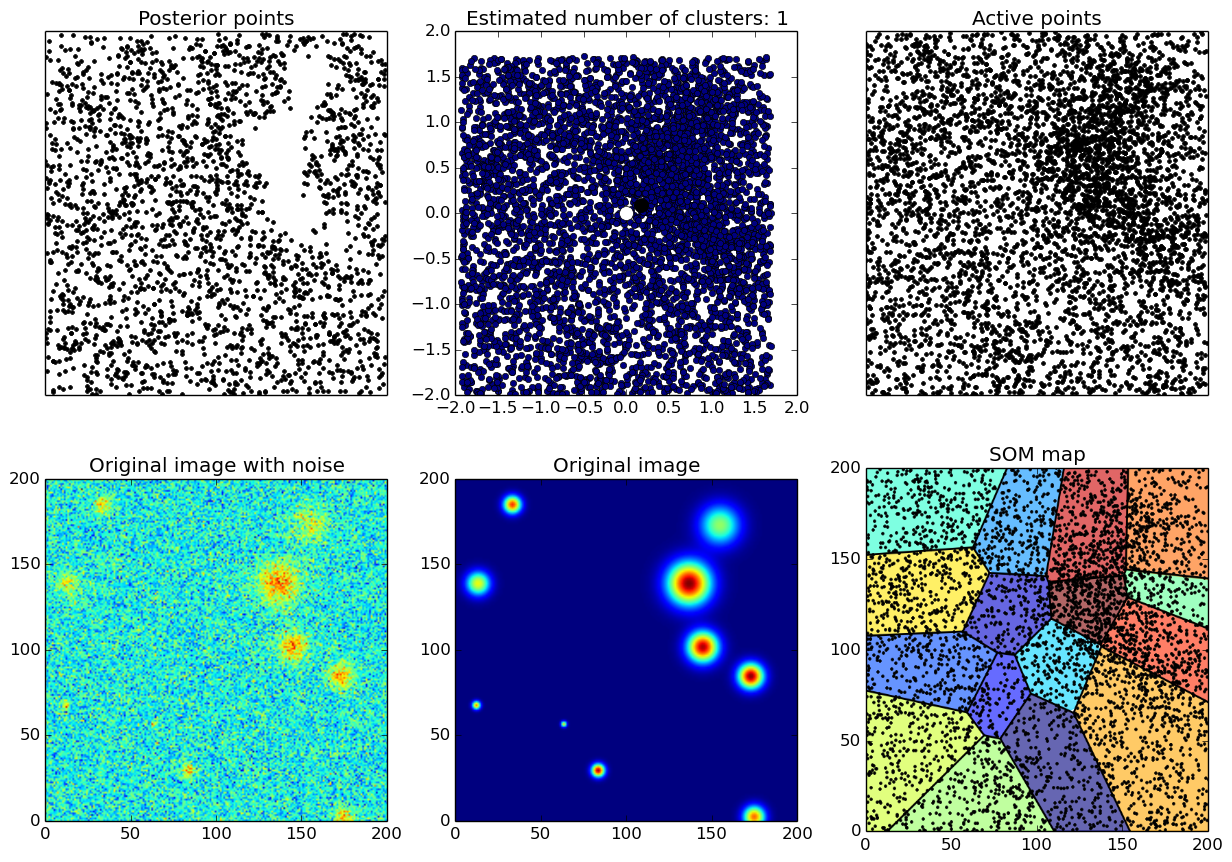 Posterior points
Estimated number of clusters: 1
Active points
2.0
1.5
1.0
0.5
0.0
−0.5
−1.0
−1.5
−2.0
−2.0 −1.5 −1.0 −0.5 0.0 0.5 1.0 1.5 2.0
Original image with noise
Original image
SOM map
200
150
100
50
0
0 50 100 150 200
200
150
100
50
0
0 50 100 150 200
200
150
100
50
0
0 50 100 150 200